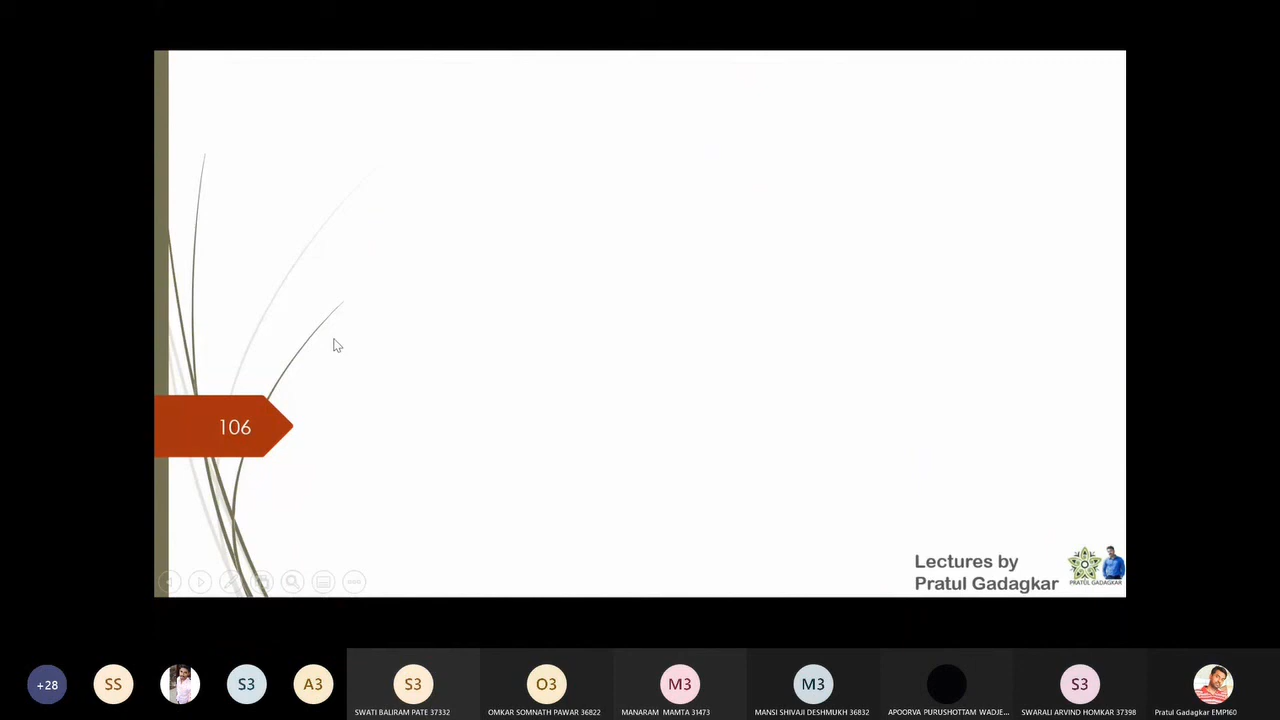 106
Lectures by
Pratul Gadagkar
PRATUL GADAGKAR
+28
SS
S3
A3
S3
O3
M3
M3
S3
SWATI BALIRAM PATE 37332
OMKAR SOMNATH PAWAR 36822
MANARAM MAMTA 31473
MANSI SHIVAJI DESHMUKH 36832
APOORVA PURUSHOTTAM WADJE...
SWARALI ARVIND HOMKAR 37398
Pratul Gadagkar EMP160